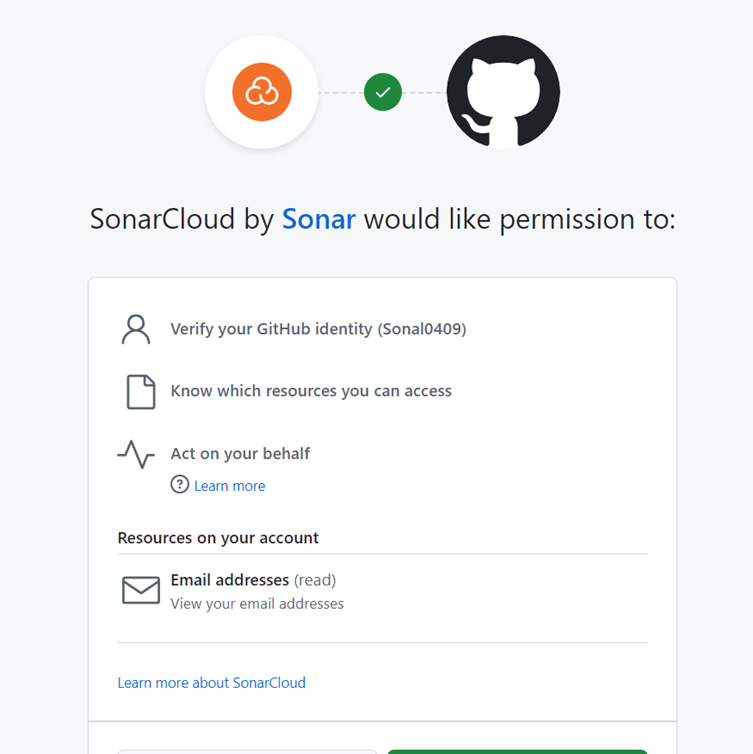 SonarCloud by Sonar would like permission to:
Verify your GitHub identity (Sonal0409)
Know which resources you can access
Act on your behalf
Learn more
Resources on your account
Email addresses (read)
View your email addresses
Learn more about SonarCloud